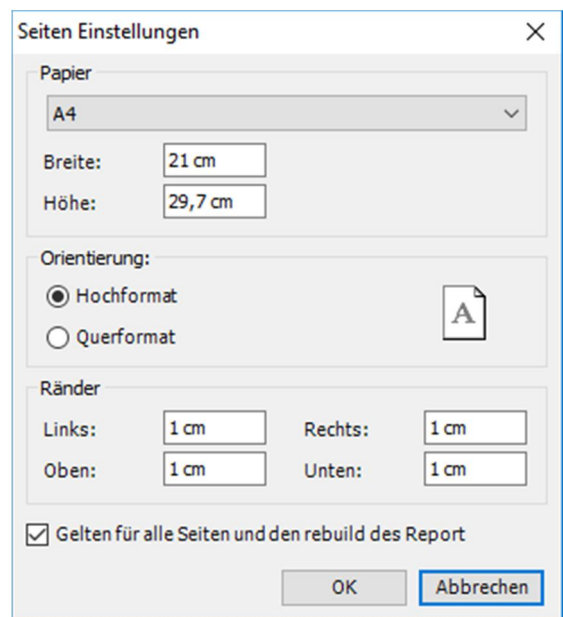 Seiten Einstellungen
Papier
A4
Breite: 21 cm
Höhe: 29,7 cm
Orientierung:
Hochformat
Querformat
A
Ränder
Links: 1 cm Rechts: 1 cm
Oben: 1 cm Unten: 1 cm
Gelten für alle Seiten und den rebuild des Report
OK Abbrechen